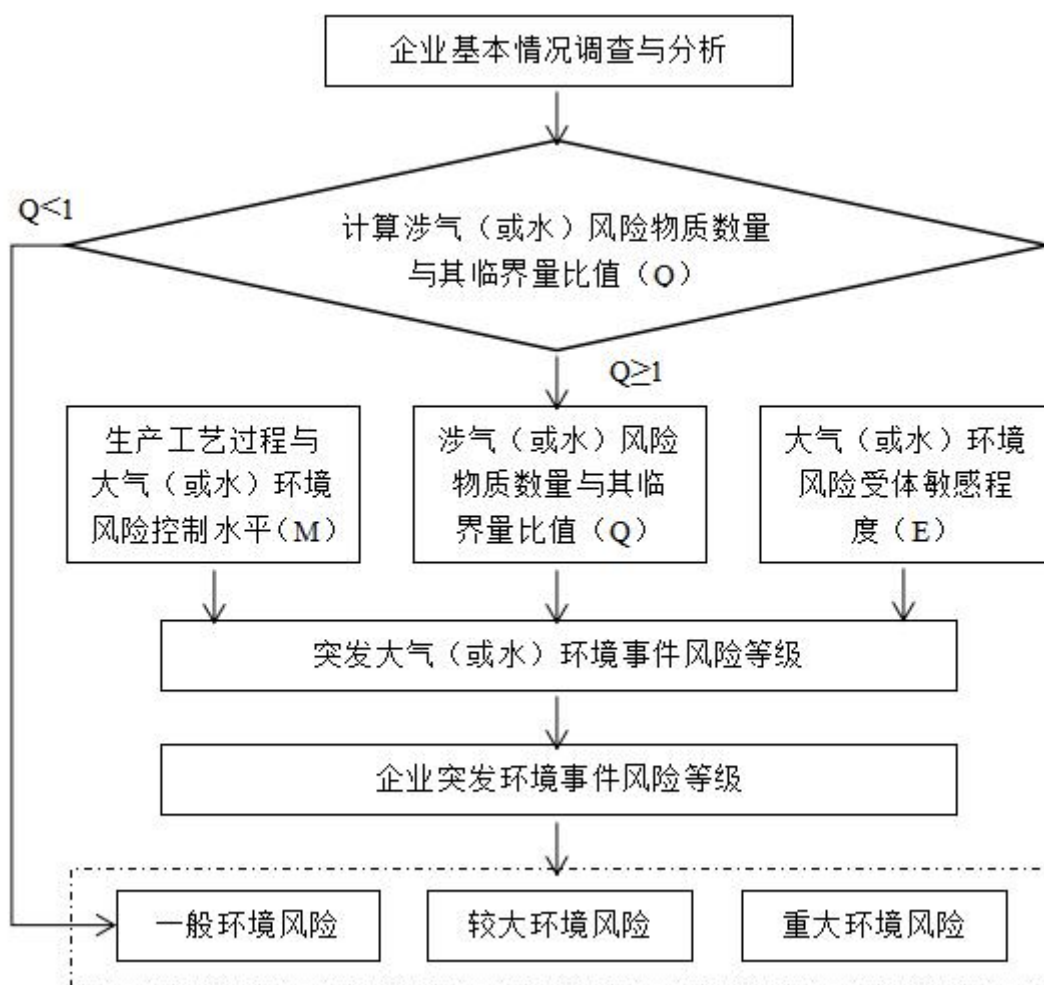 企业基本情况调查与分析
Q<1
计算涉气（或水）风险物质数量
与其临界量比值（Q）
Q≥1
生产工艺过程与
大气（或水）环境
风险控制水平（M）
涉气（或水）风险
物质数量与其临
界量比值（Q）
大气（或水）环境
风险受体敏感程
度（E）
突发大气（或水）环境事件风险等级
企业突发环境事件风险等级
一般环境风险
较大环境风险
重大环境风险